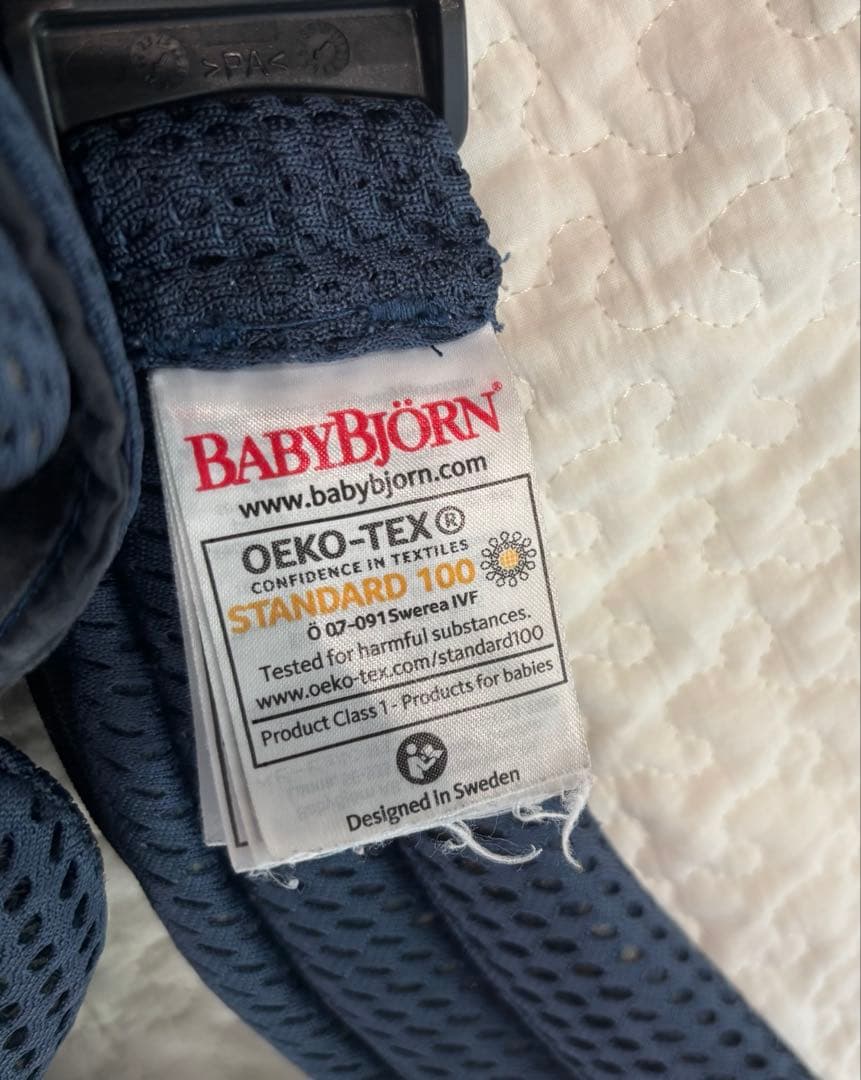 >PA<
BABYBJÖRN®
www.babybjorn.com
OEKO-TEX®
CONFIDENCE IN TEXTILES
STANDARD 100
Ö 07-091 Swerea IVF
Tested for harmful substances.
www.oeko-tex.com/standard100
Product Class 1 - Products for babies
Designed in Sweden